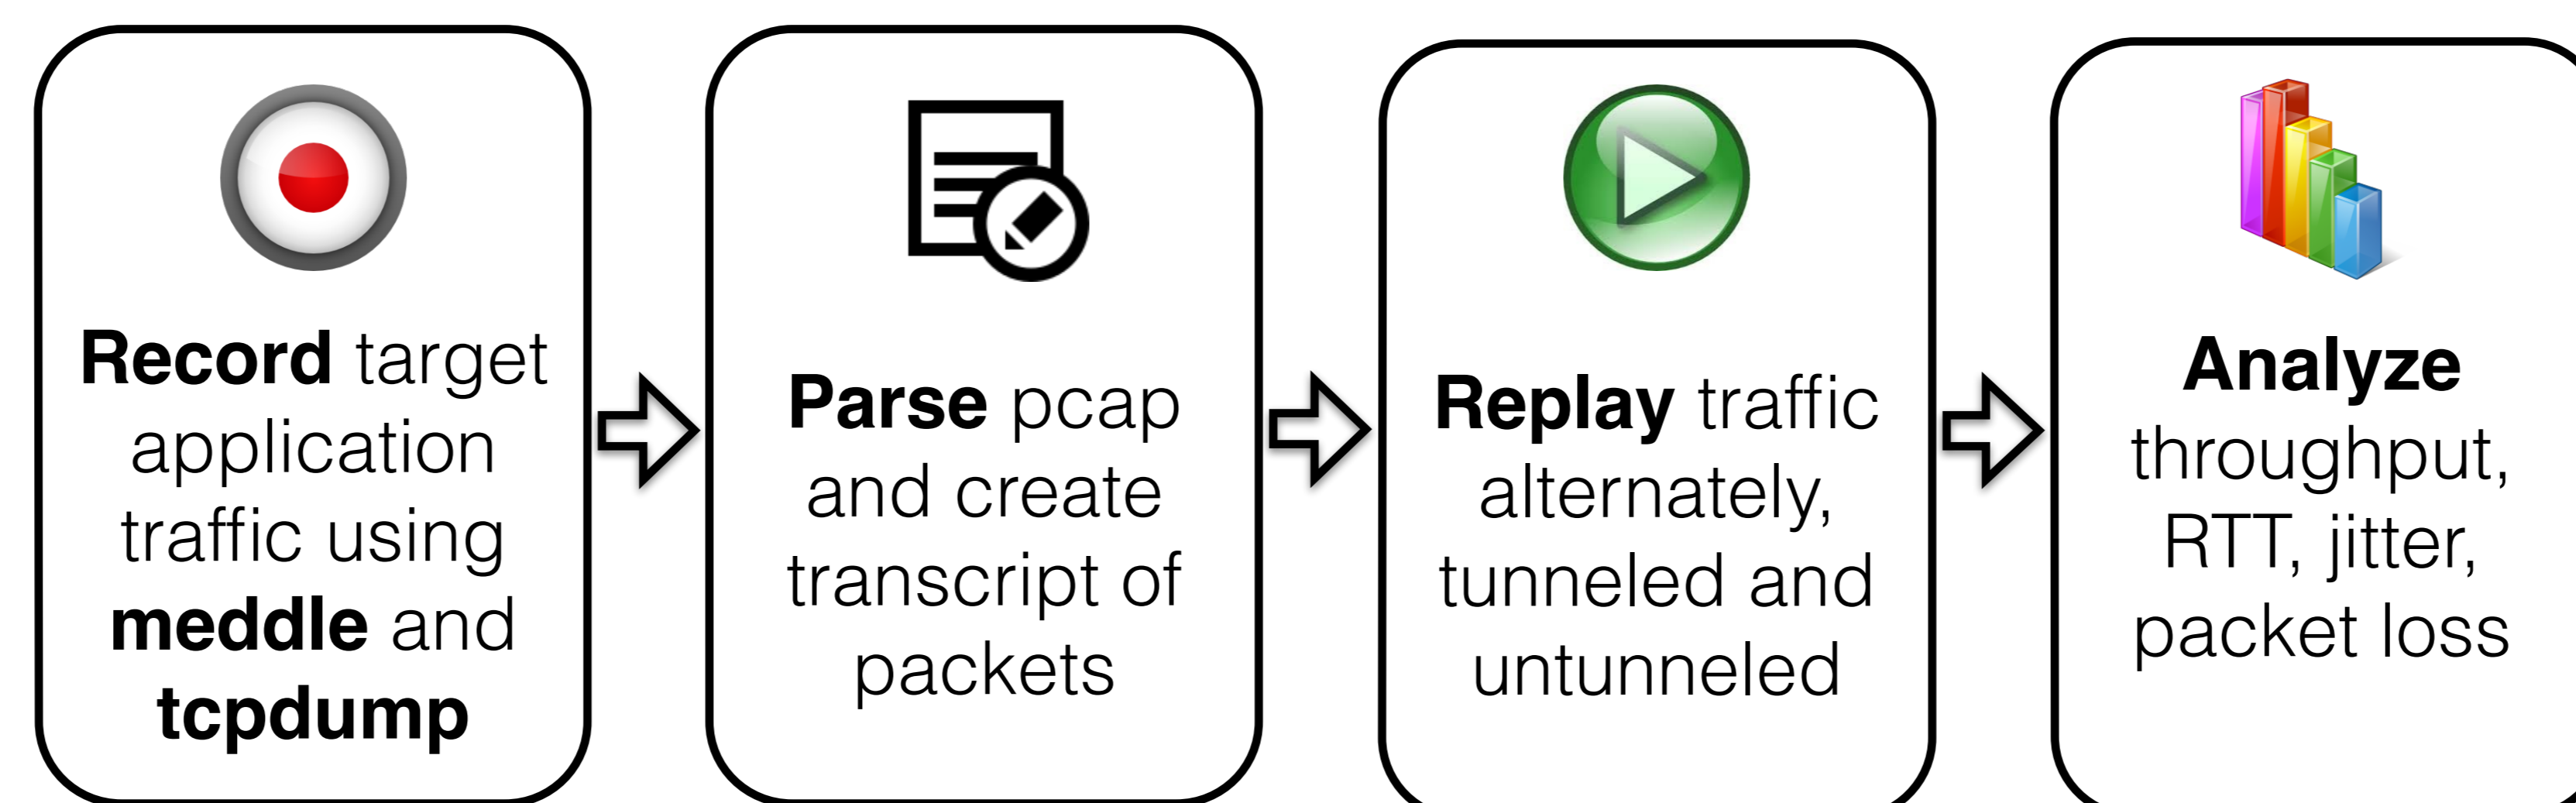 Record target
application
traffic using
meddle and
tcpdump
Parse pcap
and create
transcript of
packets
Replay traffic
alternately,
tunneled and
untunneled
Analyze
throughput,
RTT, jitter,
packet loss